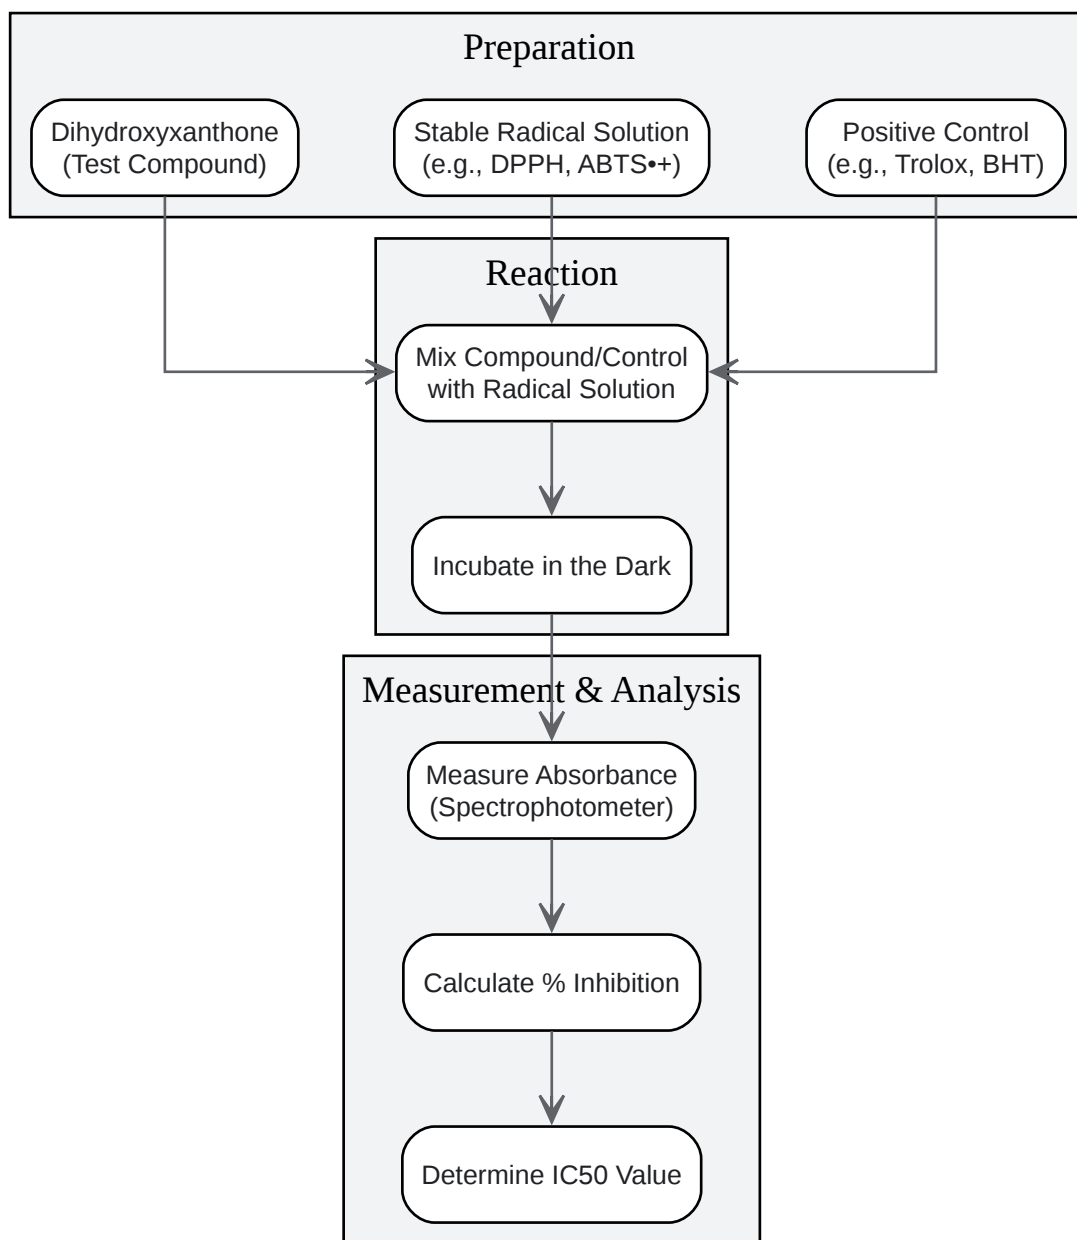 Preparation
Dihydroxyxanthone
(Test Compound)
Stable Radical Solution
(e.g., DPPH, ABTS•+)
Positive Control
(e.g., Trolox, BHT)
Reaction
Mix Compound/Control
with Radical Solution
Incubate in the Dark
Measurement & Analysis
Measure Absorbance
(Spectrophotometer)
Calculate % Inhibition
Determine IC50 Value